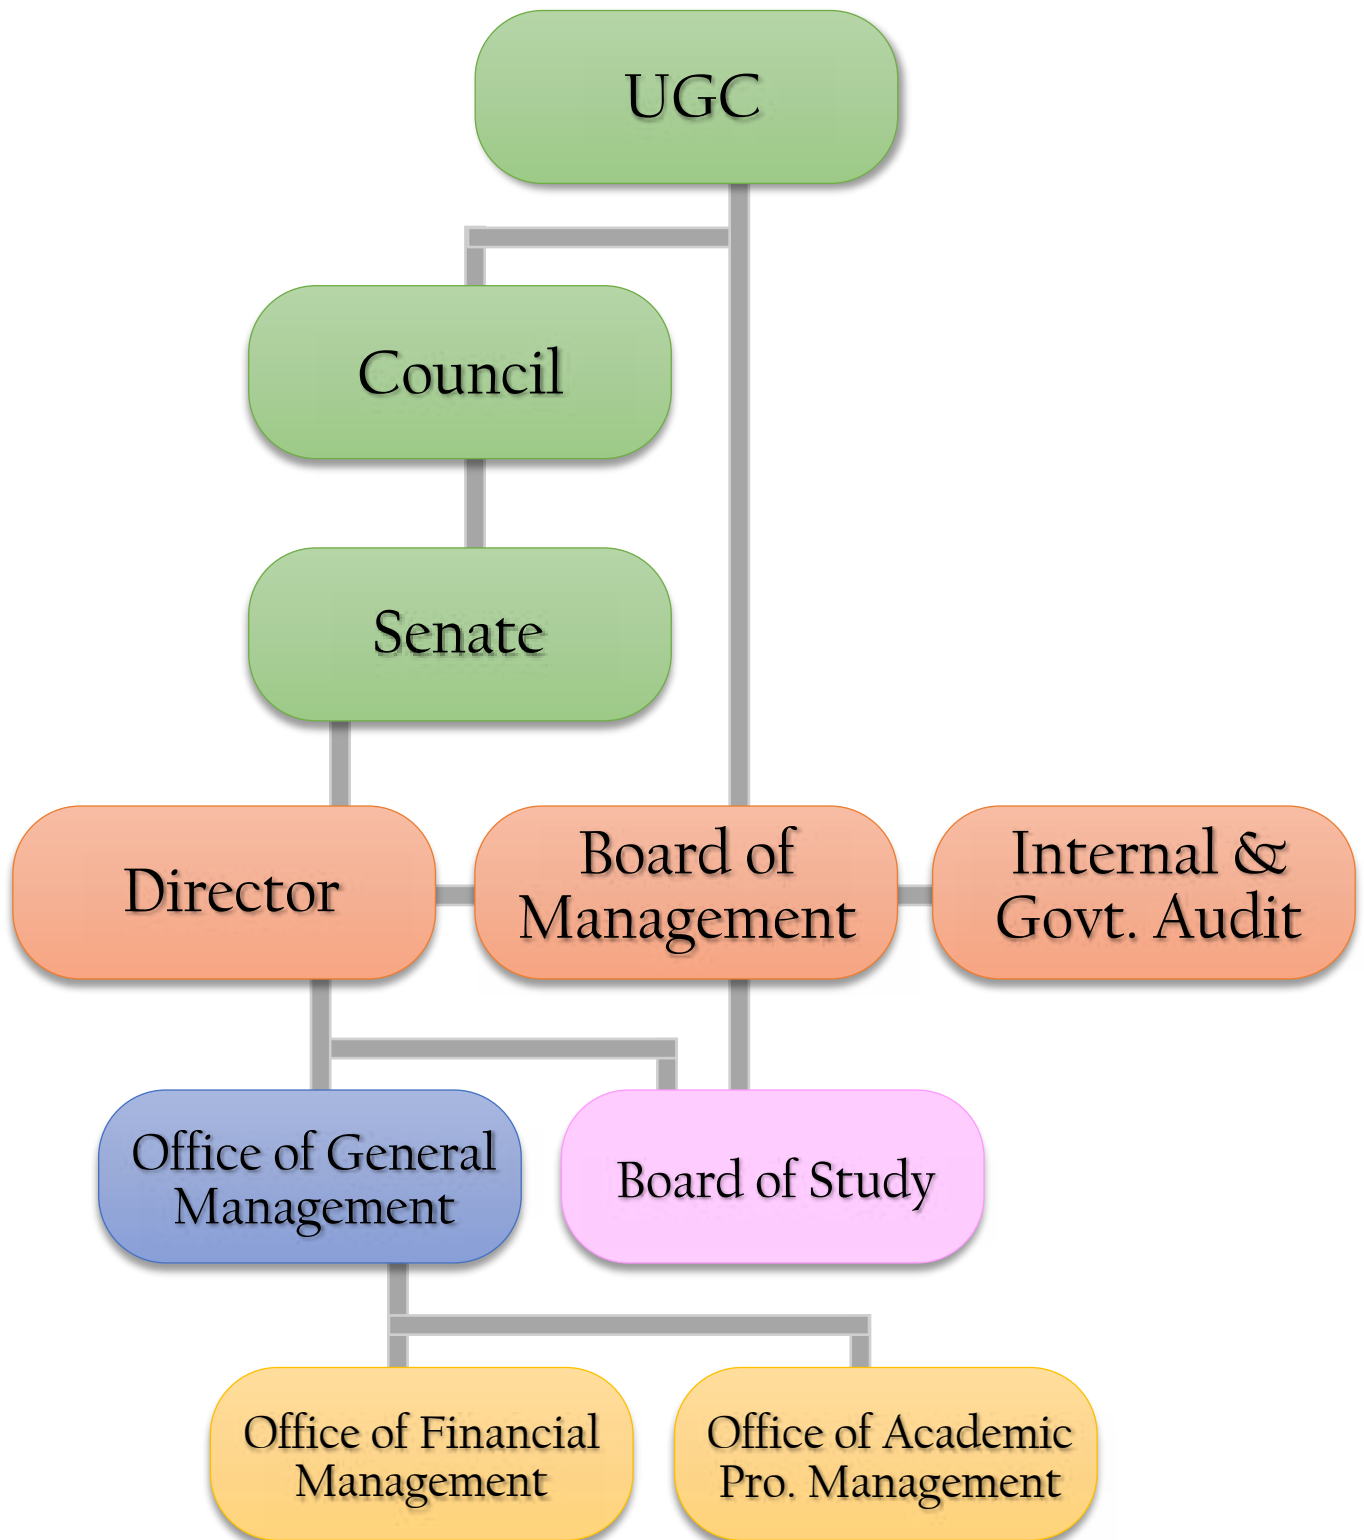 UGC
Council
Senate
Director
Board of
Management
Internal &
Govt. Audit
Office of General
Management
Board of Study
Office of Financial
Management
Office of Academic
Pro. Management